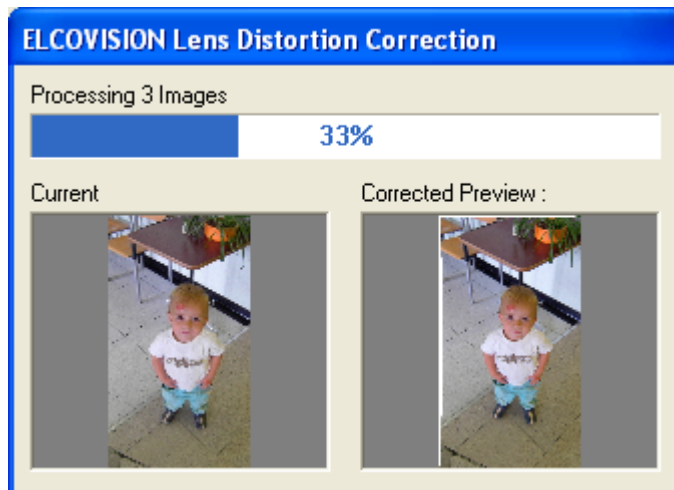 ELCOVISION Lens Distortion Correction
Processing 3 Images
33%
Current
Corrected Preview :